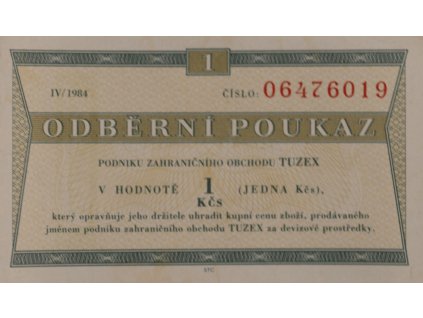 1
IV/1984 ČÍSLO: 06476019
ODBĚRNÍ POUKAZ
PODNIKU ZAHRANIČNÍHO OBCHODU TUZEX
V HODNOTĚ 1 (JEDNA Kčs),
Kčs
který opravňuje jeho držitele uhradit kupní cenu zboží, prodávaného
jménem podniku zahraničního obchodu TUZEX za devizové prostředky.
STC